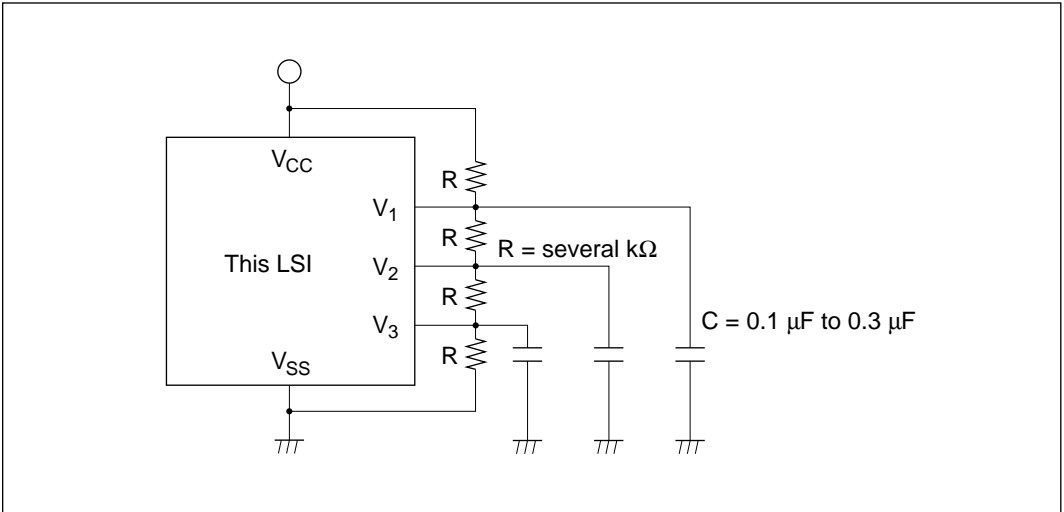 VCC
R
V1
R
R = several kΩ
This LSI
V2
R
V3
C = 0.1 μF to 0.3 μF
R
VSS